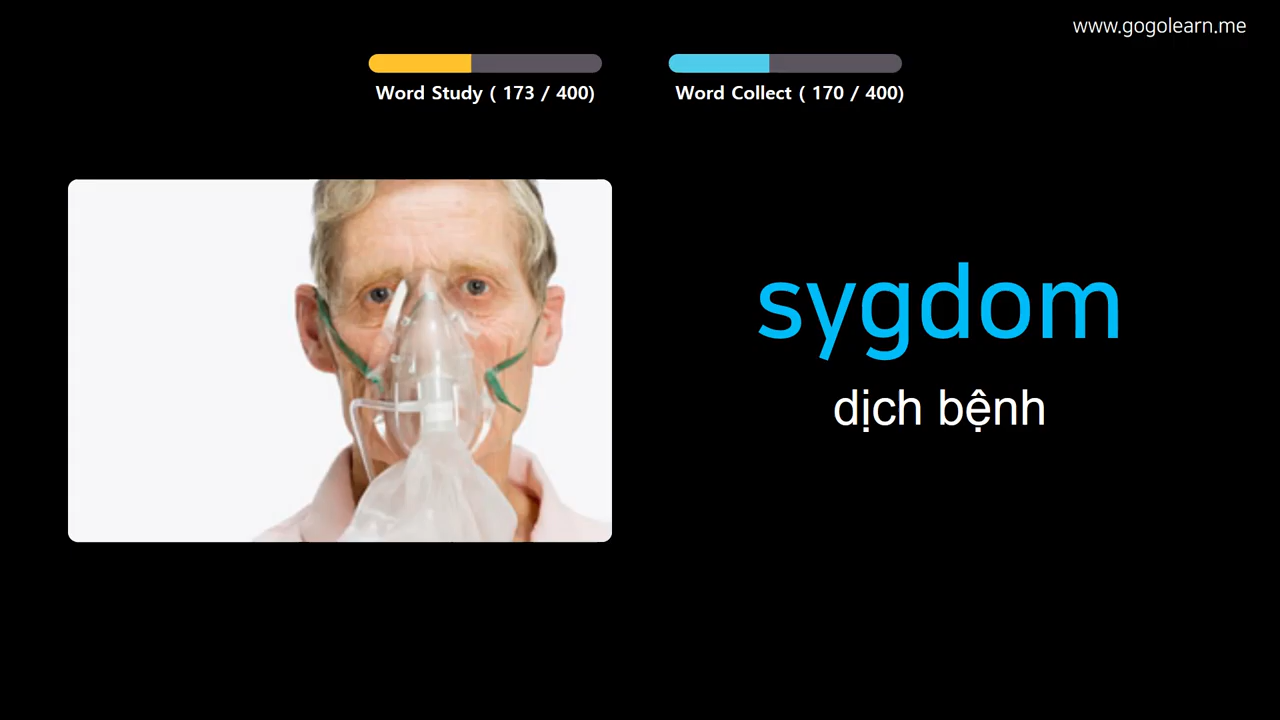 www.gogolearn.me
Word Study ( 173 / 400)
Word Collect ( 170 / 400)
sygdom
dịch bệnh